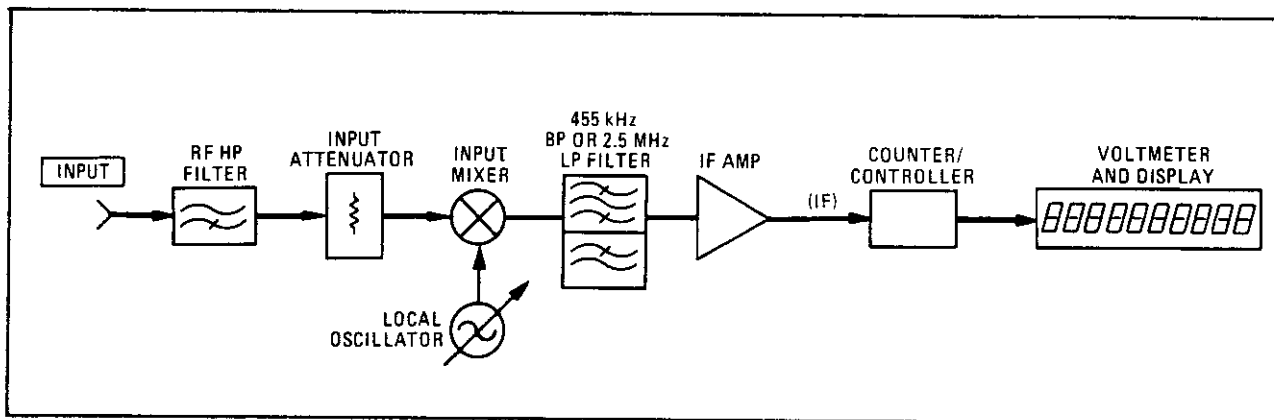 INPUT
RF HP
FILTER
INPUT
ATTENUATOR
INPUT
MIXER
LOCAL
OSCILLATOR
455 kHz
BP OR 2.5 MHz
LP FILTER
IF AMP
(IF)
COUNTER/
CONTROLLER
VOLTMETER
AND DISPLAY
8888888888